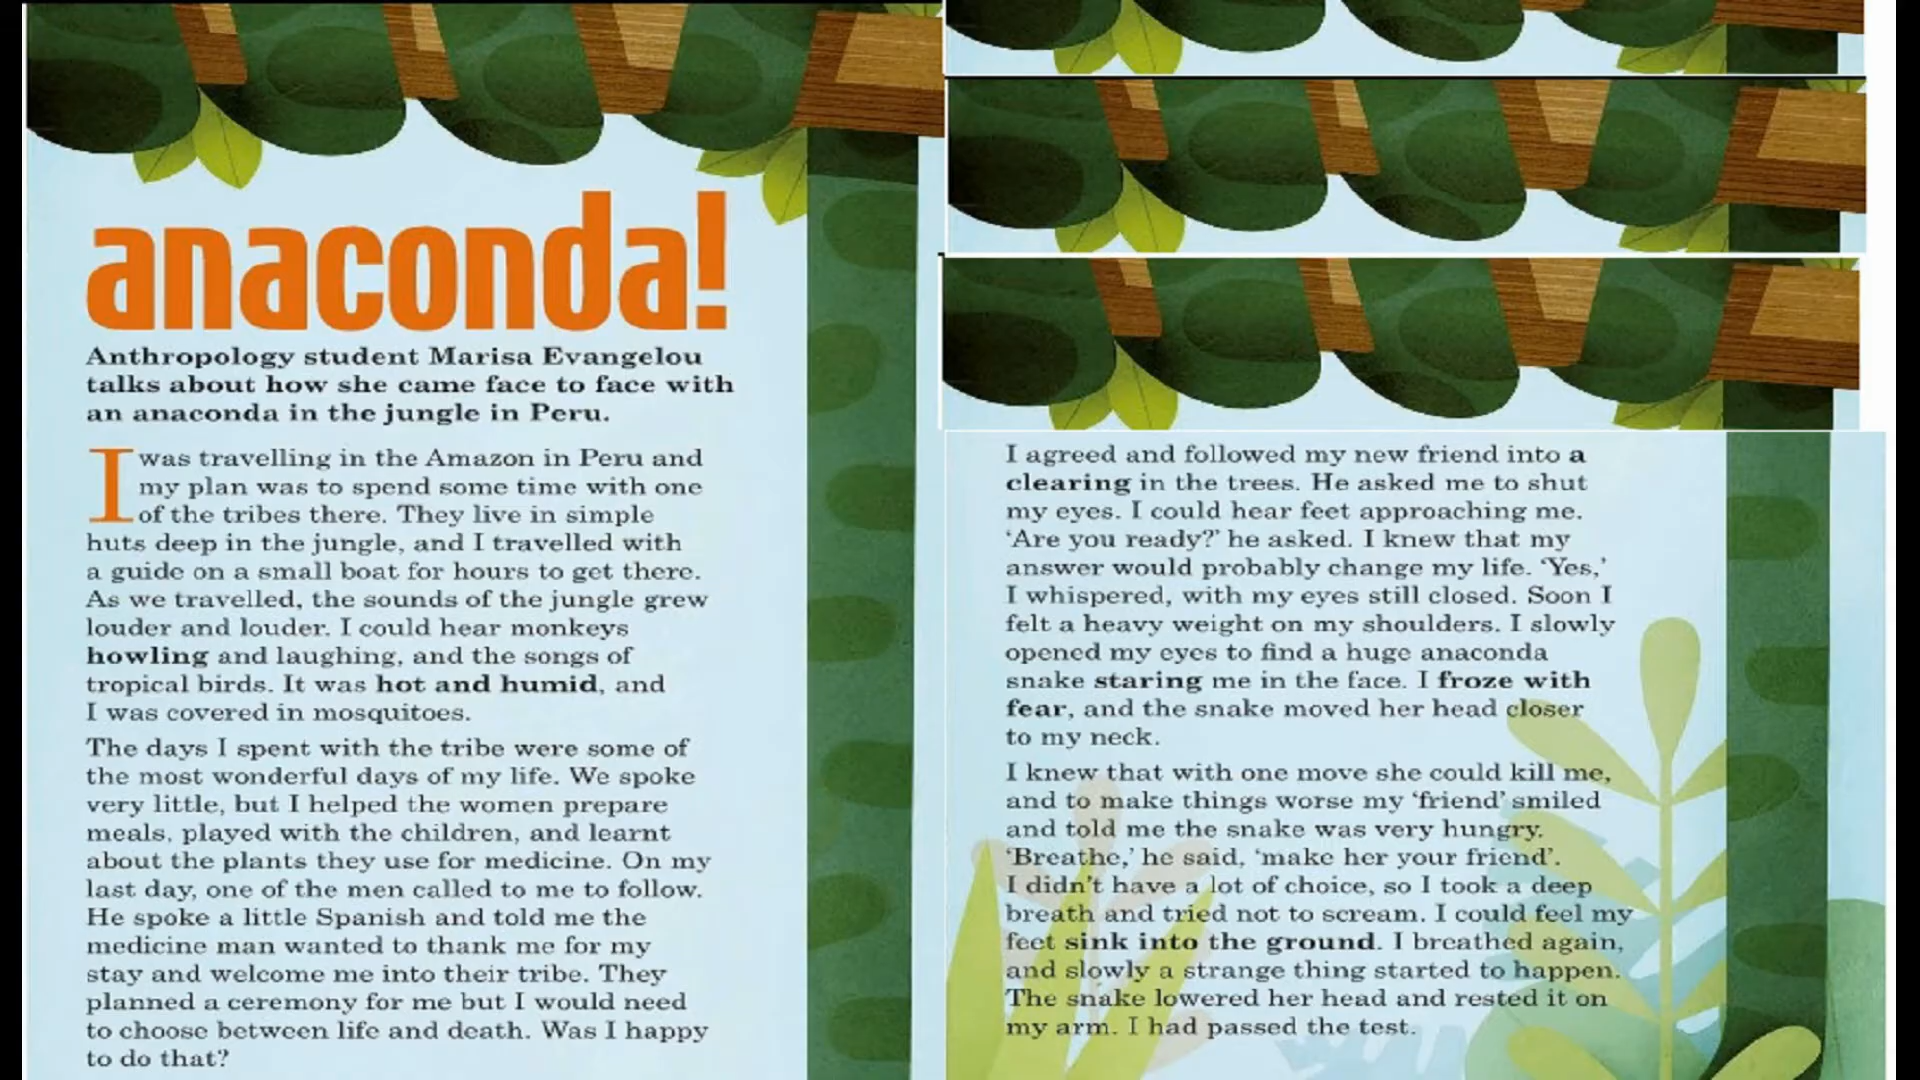 anaconda!
Anthropology student Marisa Evangelou
talks about how she came face to face with
an anaconda in the jungle in Peru.
I was travelling in the Amazon in Peru and
my plan was to spend some time with one
of the tribes there. They live in simple
huts deep in the jungle, and I travelled with
a guide on a small boat for hours to get there.
As we travelled, the sounds of the jungle grew
louder and louder. I could hear monkeys
howling and laughing, and the songs of
tropical birds. It was hot and humid, and
I was covered in mosquitoes.
The days I spent with the tribe were some of
the most wonderful days of my life. We spoke
very little, but I helped the women prepare
meals, played with the children, and learnt
about the plants they use for medicine. On my
last day, one of the men called to me to follow.
He spoke a little Spanish and told me the
medicine man wanted to thank me for my
stay and welcome me into their tribe. They
planned a ceremony for me but I would need
to choose between life and death. Was I happy
to do that?
I agreed and followed my new friend into a
clearing in the trees. He asked me to shut
my eyes. I could hear feet approaching me.
‘Are you ready?’ he asked. I knew that my
answer would probably change my life. ‘Yes,’
I whispered, with my eyes still closed. Soon I
felt a heavy weight on my shoulders. I slowly
opened my eyes to find a huge anaconda
snake staring me in the face. I froze with
fear, and the snake moved her head closer
to my neck.
I knew that with one move she could kill me,
and to make things worse my ‘friend’ smiled
and told me the snake was very hungry.
‘Breathe,’ he said, ‘make her your friend’.
I didn’t have a lot of choice, so I took a deep
breath and tried not to scream. I could feel my
feet sink into the ground. I breathed again,
and slowly a strange thing started to happen.
The snake lowered her head and rested it on
my arm. I had passed the test.